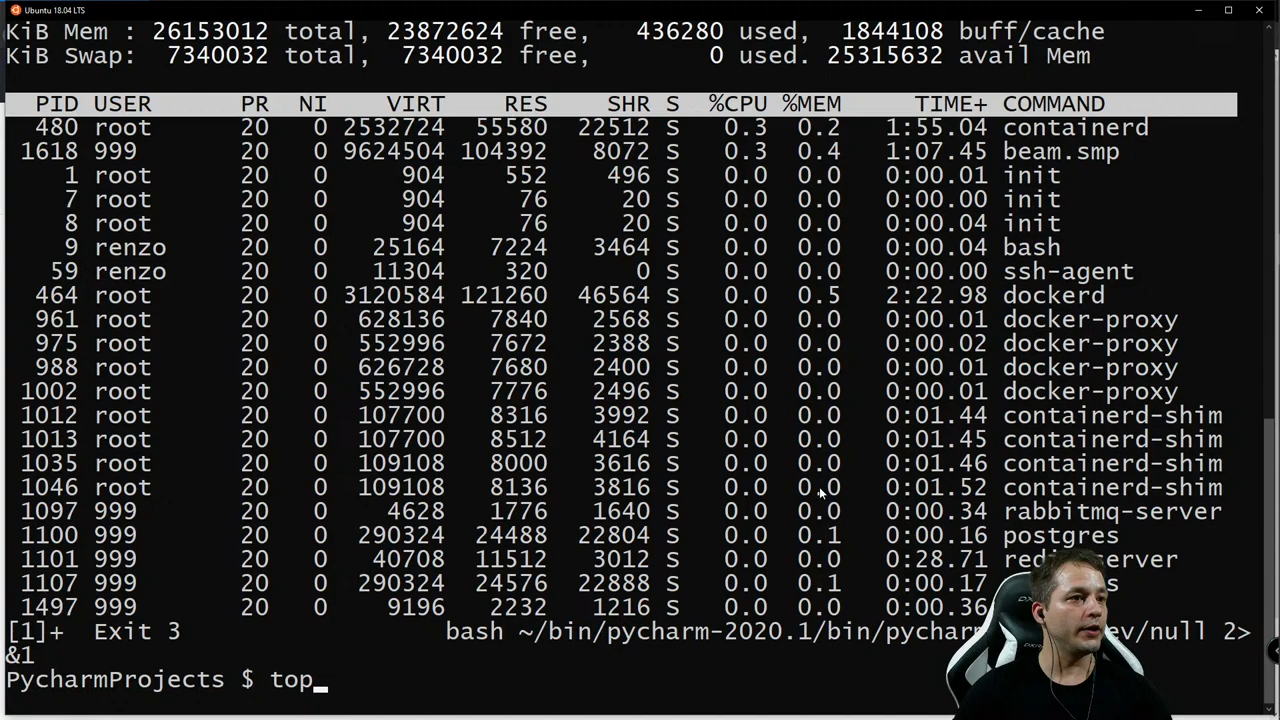 Ubuntu 18.04 LTS
KiB Mem : 26153012 total, 23872624 free, 436280 used, 1844108 buff/cache
KiB Swap: 7340032 total, 7340032 free, 0 used. 25315632 avail Mem
PID USER PR NI VIRT RES SHR S %CPU %MEM TIME+ COMMAND
480 root 20 0 2532724 55580 22512 S 0.3 0.2 1:55.04 containerd
1618 999 20 0 9624504 104392 8072 S 0.3 0.4 1:07.45 beam.smp
1 root 20 0 904 552 496 S 0.0 0.0 0:00.01 init
7 root 20 0 904 76 20 S 0.0 0.0 0:00.00 init
8 root 20 0 904 76 20 S 0.0 0.0 0:00.04 init
9 renzo 20 0 25164 7224 3464 S 0.0 0.0 0:00.04 bash
59 renzo 20 0 11304 320 0 S 0.0 0.0 0:00.00 ssh-agent
464 root 20 0 3120584 121260 46564 S 0.0 0.5 2:22.98 dockerd
961 root 20 0 628136 7840 2568 S 0.0 0.0 0:00.01 docker-proxy
975 root 20 0 552996 7672 2388 S 0.0 0.0 0:00.02 docker-proxy
988 root 20 0 626728 7680 2400 S 0.0 0.0 0:00.01 docker-proxy
1002 root 20 0 552996 7776 2496 S 0.0 0.0 0:00.01 docker-proxy
1012 root 20 0 107700 8316 3992 S 0.0 0.0 0:01.44 containerd-shim
1013 root 20 0 107700 8512 4164 S 0.0 0.0 0:01.45 containerd-shim
1035 root 20 0 109108 8000 3616 S 0.0 0.0 0:01.46 containerd-shim
1046 root 20 0 109108 8136 3816 S 0.0 0.0 0:01.52 containerd-shim
1097 999 20 0 4628 1776 1640 S 0.0 0.0 0:00.34 rabbitmq-server
1100 999 20 0 290324 24488 22804 S 0.0 0.1 0:00.16 postgres
1101 999 20 0 40708 11512 3012 S 0.0 0.0 0:28.71
1107 999 20 0 290324 24576 22888 S 0.0 0.1 0:00.17
1497 999 20 0 9196 2232 1216 S 0.0 0.0 0:00.36
[1]+ Exit 3 bash ~/bin/pycharm-2020.1/bin/pycharm 2>
&1
PycharmProjects $ top